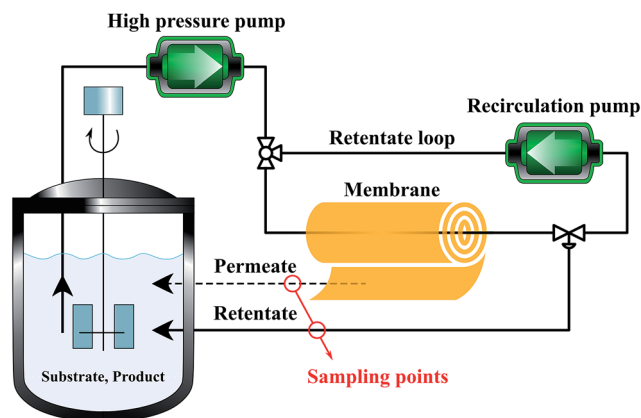 High pressure pump
Recirculation pump
Retentate loop
Membrane
Permeate
Retentate
Substrate, Product
Sampling points